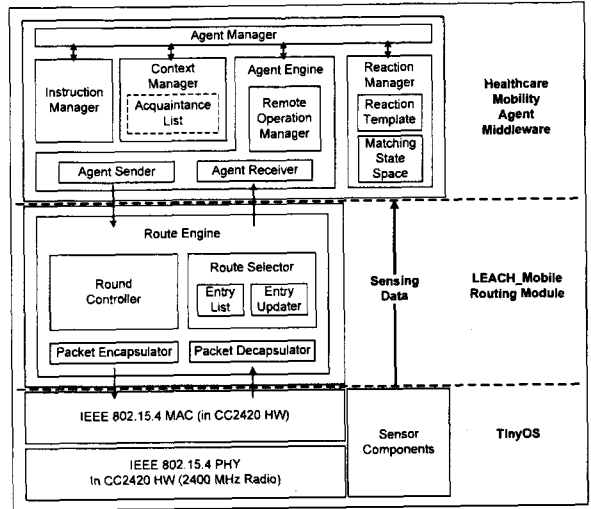 Agent Manager
Instruction
Manager
Context
Manager
Acquaintance
List
Agent Engine
Remote
Operation
Manager
Reaction
Manager
Reaction
Template
Matching
State
Space
Agent Sender
Agent Receiver
Healthcare
Mobility
Agent
Middleware
Route Engine
Round
Controller
Route Selector
Entry
List
Entry
Updater
Packet Encapsulator
Packet Decapsulator
Sensing
Data
LEACH_Mobile
Routing Module
IEEE 802.15.4 MAC (in CC2420 HW)
IEEE 802.15.4 PHY
In CC2420 HW (2400 MHz Radio)
Sensor
Components
TinyOS